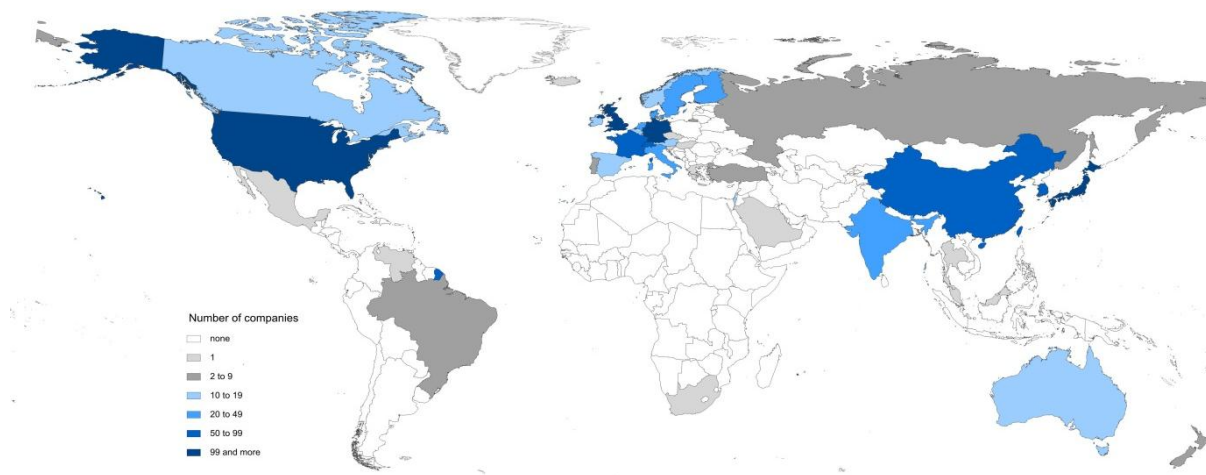 Number of companies
none
1
2 to 9
10 to 19
20 to 49
50 to 99
99 and more